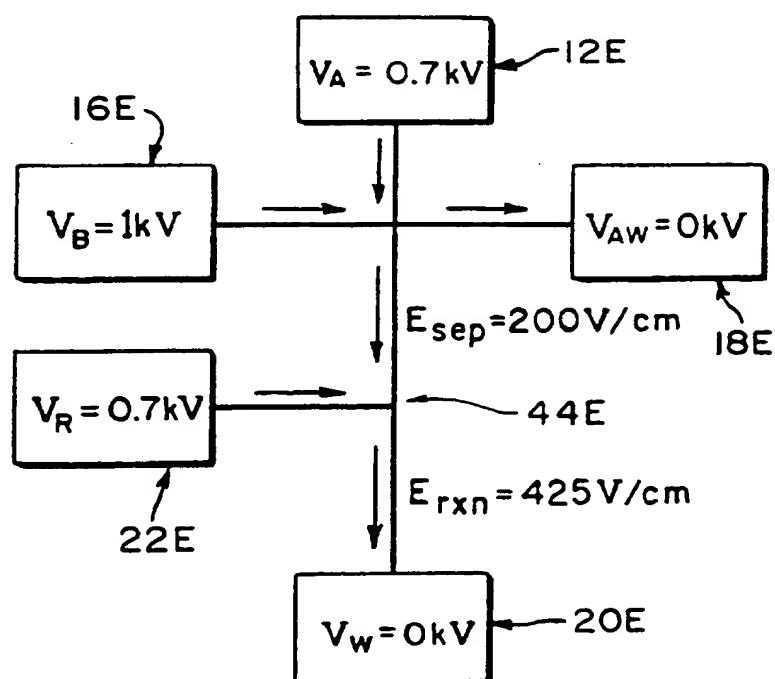 12E
V_A = 0.7kV
16E
V_B = 1kV
V_AW = 0kV
18E
E_sep = 200V/cm
V_R = 0.7kV
44E
E_rxn = 425V/cm
22E
V_W = 0kV
20E